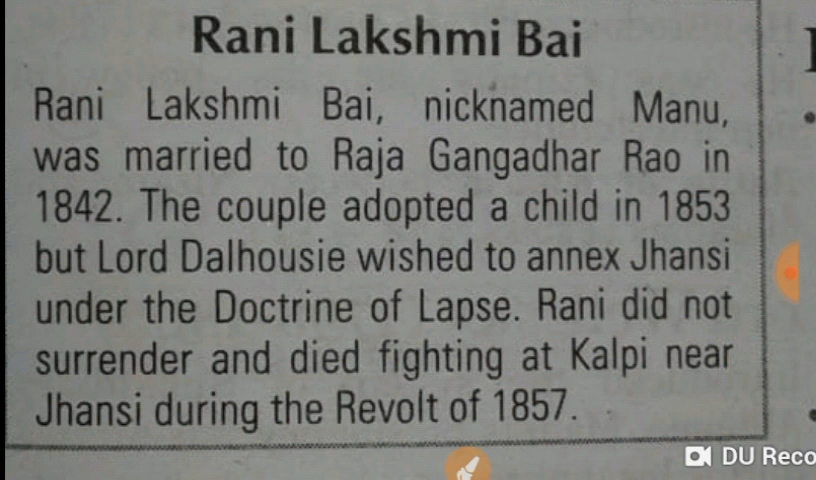 Rani Lakshmi Bai
Rani Lakshmi Bai, nicknamed Manu,
was married to Raja Gangadhar Rao in
1842. The couple adopted a child in 1853
but Lord Dalhousie wished to annex Jhansi
under the Doctrine of Lapse. Rani did not
surrender and died fighting at Kalpi near
Jhansi during the Revolt of 1857.
DU Reco